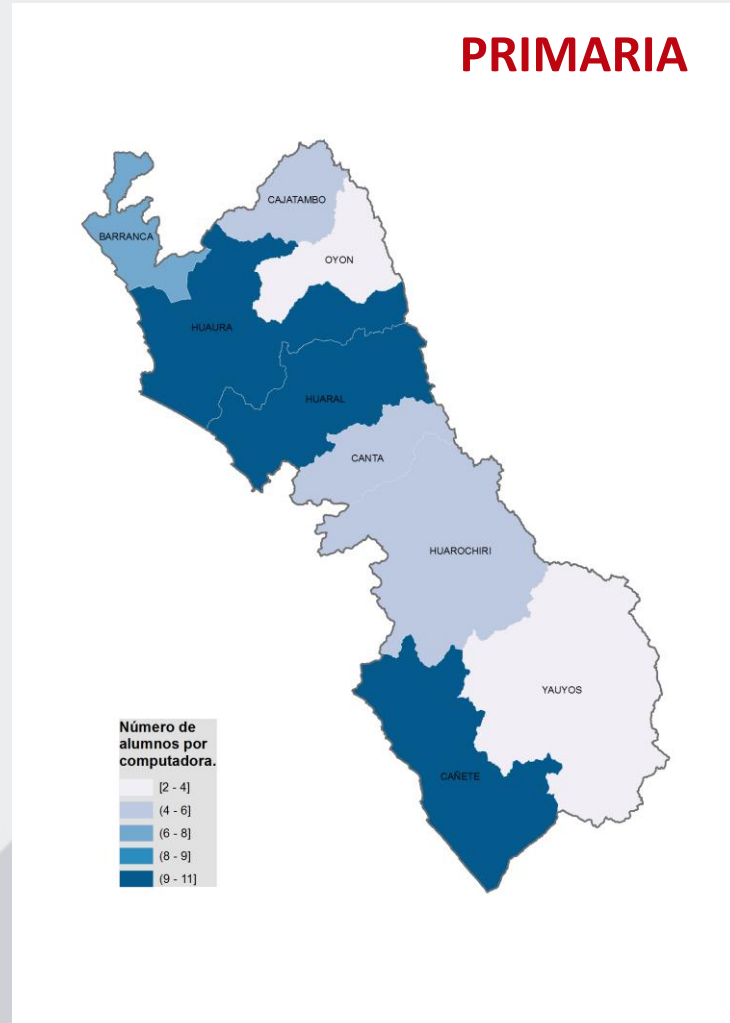 PRIMARIA
CAJATAMBO
BARRANCA
OYON
HUAURA
HUARAL
CANTA
HUAROCHIRI
YAUYOS
CAÑETE
Número de
alumnos por
computadora.
[2 - 4]
(4 - 6]
(6 - 8]
(8 - 9]
(9 - 11]